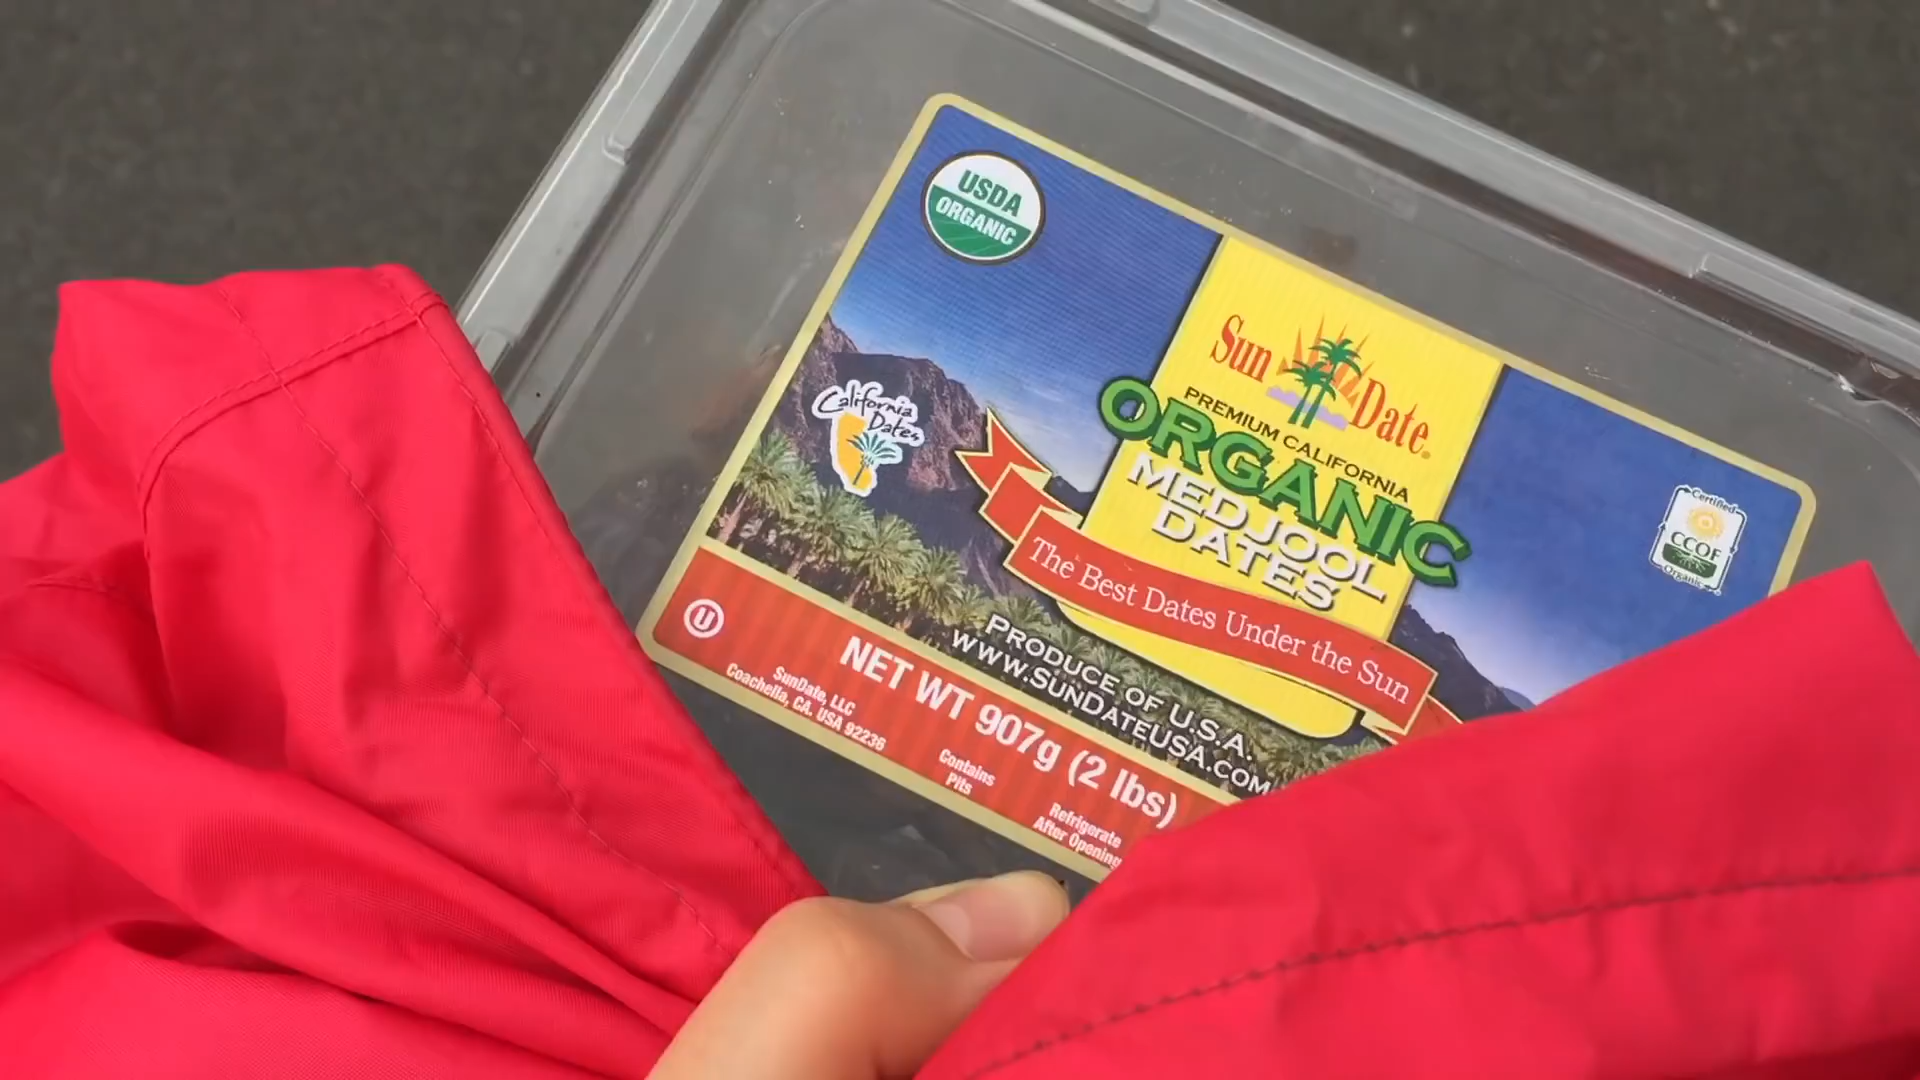 USDA
ORGANIC
Sun Date
PREMIUM CALIFORNIA
ORGANIC
MEDJOOL
DATES
The Best Dates Under the Sun
California
Dates
Certified
CCOF
Organic
PRODUCE OF U.S.A.
WWW.SUNDATEUSA.COM
U
NET WT 907g (2 lbs)
SunDate, LLC
Coachella, CA. USA 92236
Contains
Pits
Refrigerate
After Opening